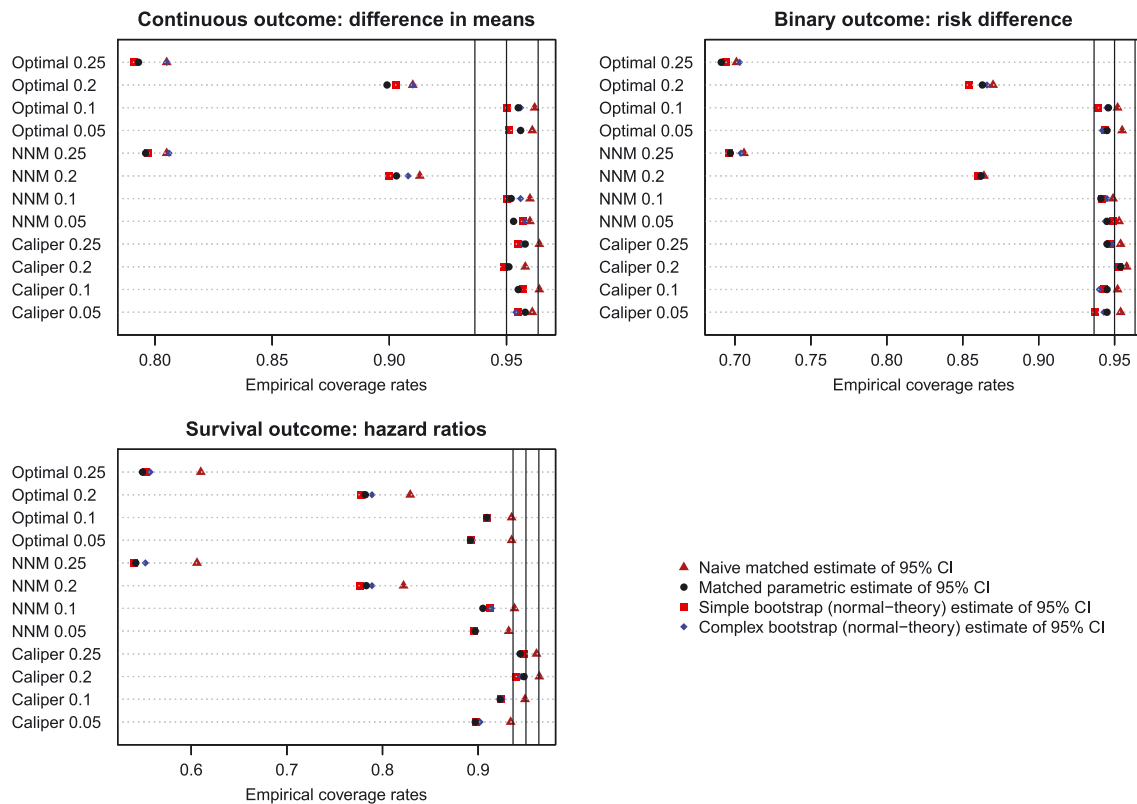 Continuous outcome: difference in means
Optimal 0.25
Optimal 0.2
Optimal 0.1
Optimal 0.05
NNM 0.25
NNM 0.2
NNM 0.1
NNM 0.05
Caliper 0.25
Caliper 0.2
Caliper 0.1
Caliper 0.05
0.80 0.90 0.95
Empirical coverage rates
Binary outcome: risk difference
Optimal 0.25
Optimal 0.2
Optimal 0.1
Optimal 0.05
NNM 0.25
NNM 0.2
NNM 0.1
NNM 0.05
Caliper 0.25
Caliper 0.2
Caliper 0.1
Caliper 0.05
0.70 0.85 0.90 0.95
Empirical coverage rates
Survival outcome: hazard ratios
Optimal 0.25
Optimal 0.2
Optimal 0.1
Optimal 0.05
NNM 0.25
NNM 0.2
NNM 0.1
NNM 0.05
Caliper 0.25
Caliper 0.2
Caliper 0.1
Caliper 0.05
0.6 0.7 0.8 0.9
Empirical coverage rates
Naive matched estimate of 95% CI
Matched parametric estimate of 95% CI
Simple bootstrap (normal−theory) estimate of 95% CI
Complex bootstrap (normal−theory) estimate of 95% CI